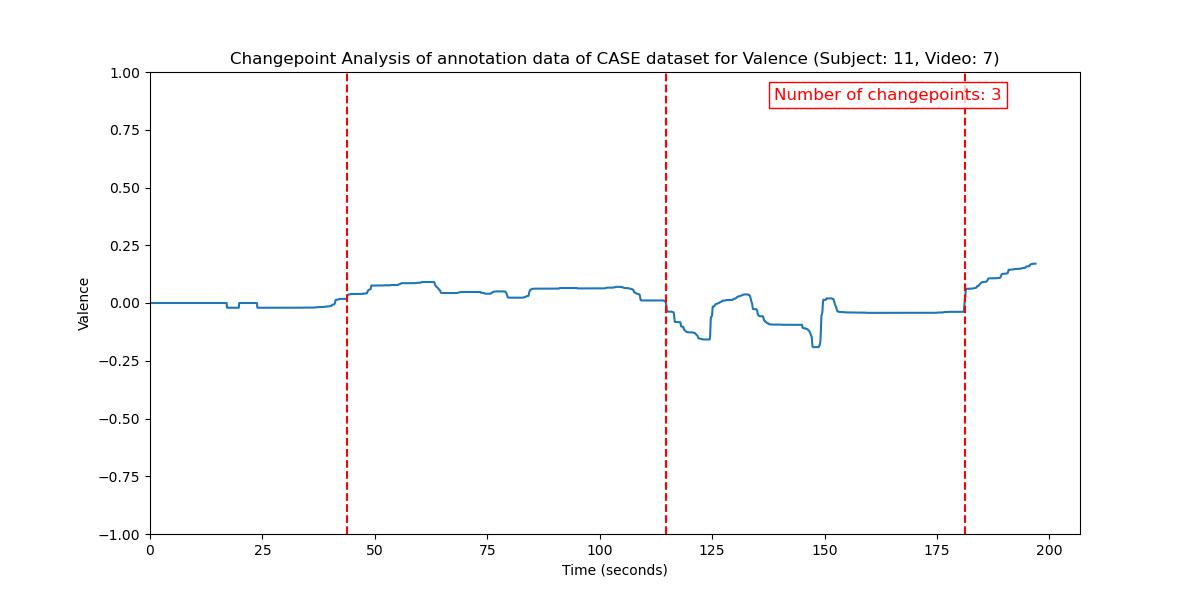 Changepoint Analysis of annotation data of CASE dataset for Valence (Subject: 11, Video: 7)
Number of changepoints: 3
1.00
0.75
0.50
0.25
0.00
−0.25
−0.50
−0.75
−1.00
Valence
0 25 50 75 100 125 150 175 200
Time (seconds)